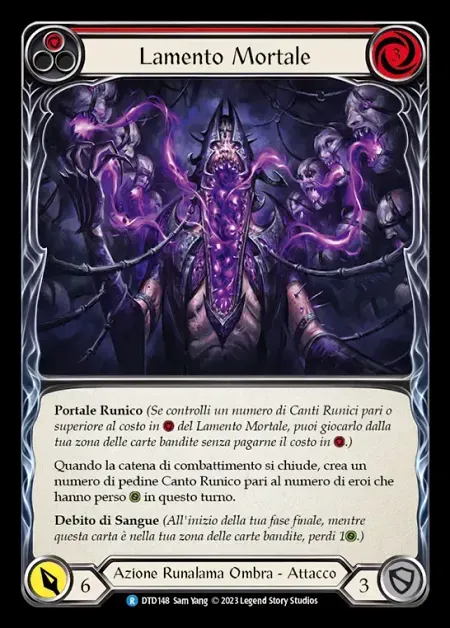 Lamento Mortale
3
Portale Runico (Se controlli un numero di Canti Runici pari o
superiore al costo in del Lamento Mortale, puoi giocarlo dalla
tua zona delle carte bandite senza pagarne il costo in .)
Quando la catena di combattimento si chiude, crea un
numero di pedine Canto Runico pari al numero di eroi che
hanno perso in questo turno.
Debito di Sangue (All'inizio della tua fase finale, mentre
questa carta è nella tua zona delle carte bandite, perdi 1 .)
6
Azione Runalama Ombra - Attacco
3
R DTD148 Sam Yang © 2023 Legend Story Studios